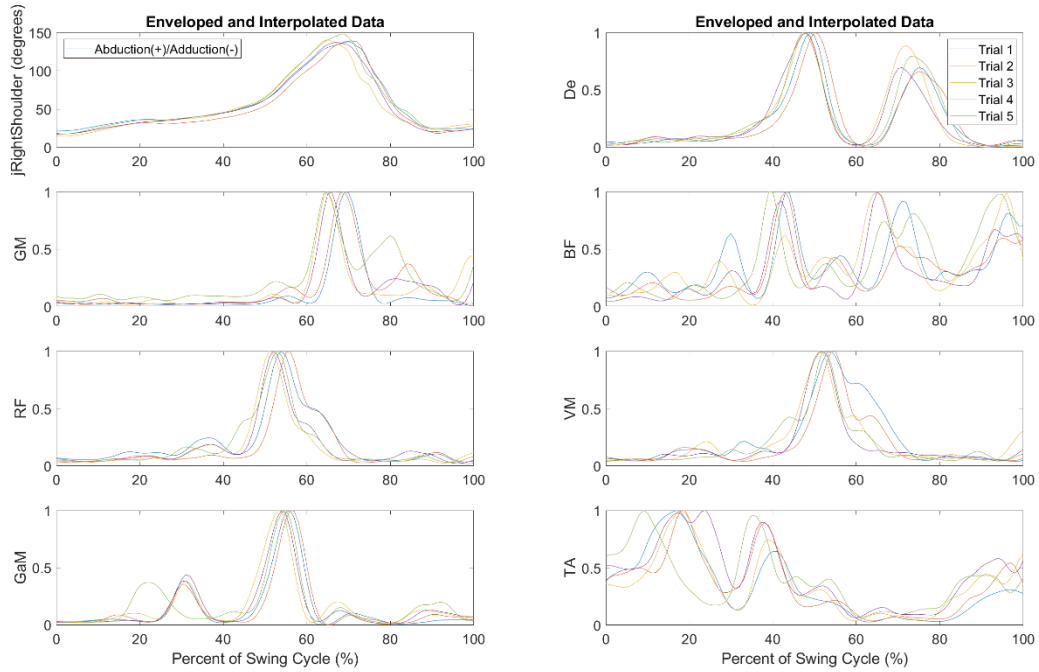 Enveloped and Interpolated Data
jRightShoulder (degrees)
150
100
50
0
Abduction(+)/Adduction(-)
0 20 40 60 80 100
GM
1
0.5
0
0 20 40 60 80 100
RF
1
0.5
0
0 20 40 60 80 100
GaM
1
0.5
0
0 20 40 60 80 100
Percent of Swing Cycle (%)
Enveloped and Interpolated Data
De
1
0.5
0
Trial 1
Trial 2
Trial 3
Trial 4
Trial 5
0 20 40 60 80 100
BF
1
0.5
0
0 20 40 60 80 100
VM
1
0.5
0
0 20 40 60 80 100
TA
1
0.5
0
0 20 40 60 80 100
Percent of Swing Cycle (%)